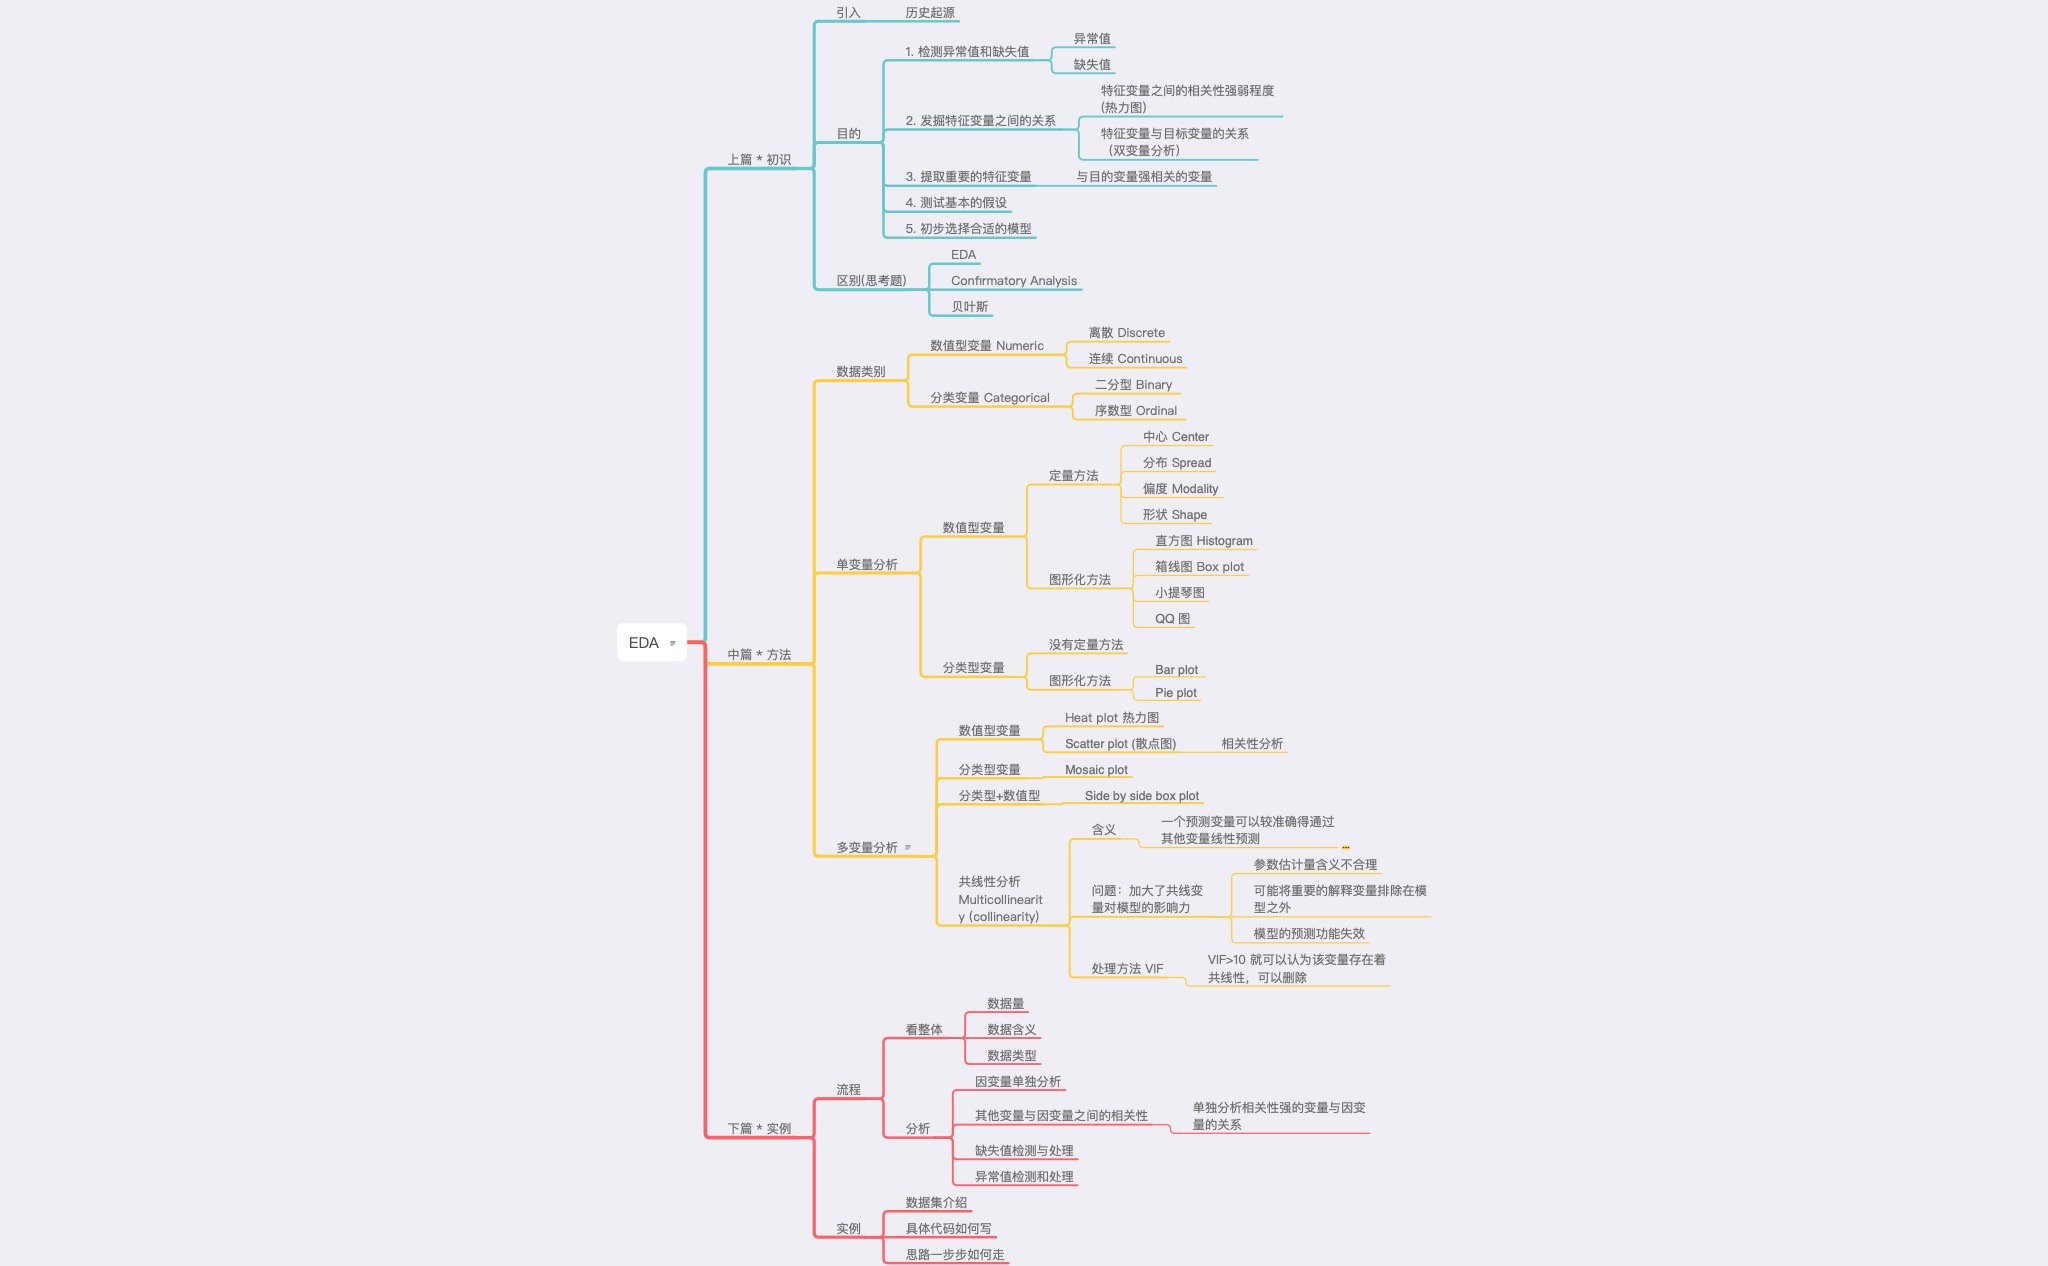 引入
历史起源
1. 检测异常值和缺失值
异常值
缺失值
目的
2. 发掘特征变量之间的关系
特征变量之间的相关性强弱程度
(热力图)
特征变量与目标变量的关系
（双变量分析)
上篇 * 初识
3. 提取重要的特征变量
与目的变量强相关的变量
4. 测试基本的假设
5. 初步选择合适的模型
区别(思考题)
EDA
Confirmatory Analysis
贝叶斯
数据类别
数值型变量 Numeric
离散 Discrete
连续 Continuous
分类变量 Categorical
二分型 Binary
序数型 Ordinal
单变量分析
数值型变量
定量方法
中心 Center
分布 Spread
偏度 Modality
形状 Shape
图形化方法
直方图 Histogram
箱线图 Box plot
小提琴图
QQ 图
EDA
中篇 * 方法
分类型变量
没有定量方法
图形化方法
Bar plot
Pie plot
多变量分析
数值型变量
Heat plot 热力图
Scatter plot (散点图)
相关性分析
分类型变量
Mosaic plot
分类型+数值型
Side by side box plot
共线性分析
Multicollinearit
y (collinearity)
含义
一个预测变量可以较准确得通过
其他变量线性预测
问题：加大了共线变
量对模型的影响力
参数估计量含义不合理
可能将重要的解释变量排除在模
型之外
模型的预测功能失效
处理方法 VIF
VIF>10 就可以认为该变量存在着
共线性，可以删除
下篇 * 实例
流程
看整体
数据量
数据含义
数据类型
分析
因变量单独分析
其他变量与因变量之间的相关性
单独分析相关性强的变量与因变
量的关系
缺失值检测与处理
异常值检测和处理
实例
数据集介绍
具体代码如何写
思路一步步如何走